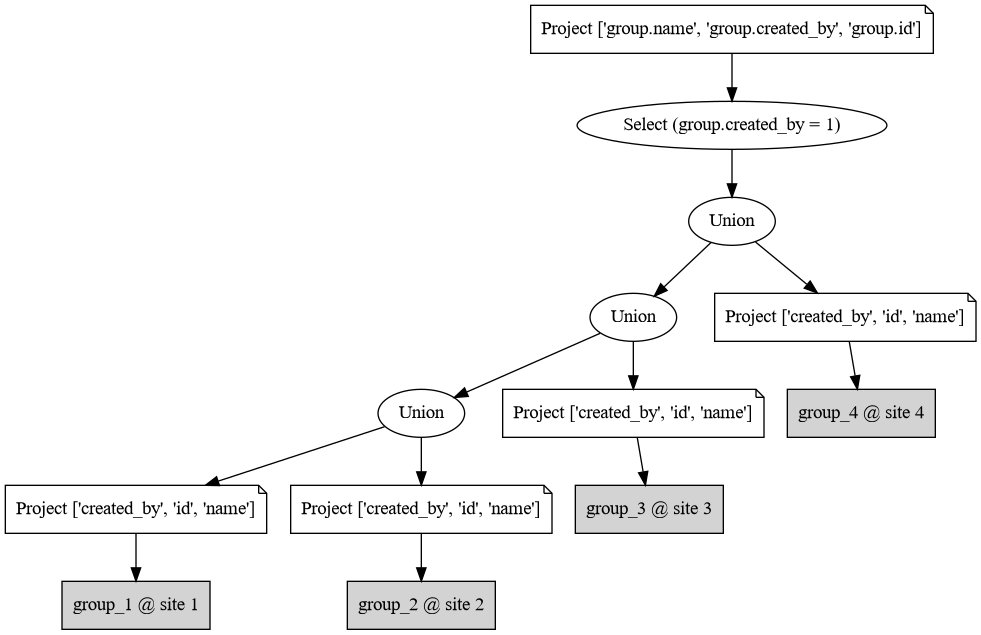 Project ['group.name', 'group.created_by', 'group.id']
Select (group.created_by = 1)
Union
Union
Project ['created_by', 'id', 'name']
Union
Project ['created_by', 'id', 'name']
group_4 @ site 4
Project ['created_by', 'id', 'name']
Project ['created_by', 'id', 'name']
group_3 @ site 3
group_1 @ site 1
group_2 @ site 2